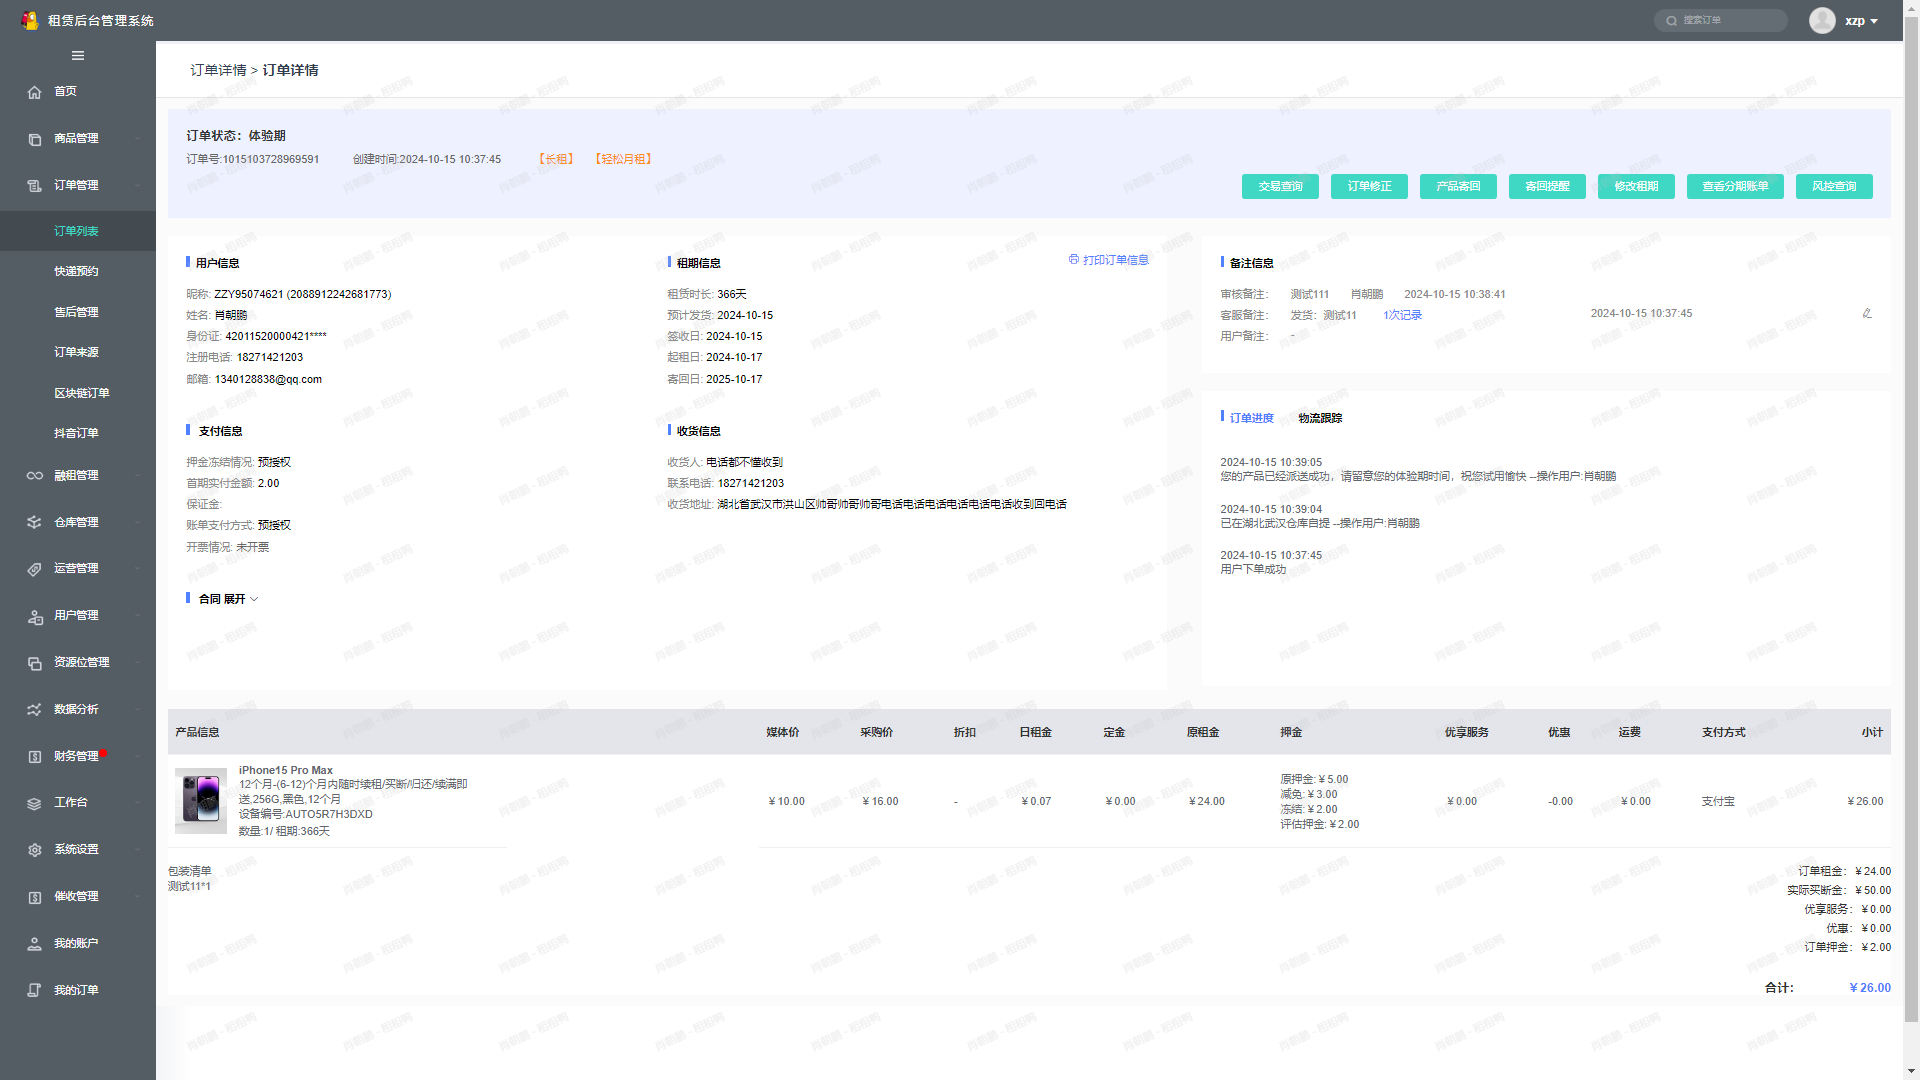 租赁后台管理系统
搜索订单
xzp
首页
商品管理
订单管理
订单列表
快递预约
售后管理
订单来源
区块链订单
抖音订单
融租管理
仓库管理
运营管理
用户管理
资源位管理
数据分析
财务管理
工作台
系统设置
催收管理
我的账户
我的订单
订单详情 > 订单详情
订单状态：体验期
订单号:1015103728969591 创建时间:2024-10-15 10:37:45 【长租】 【轻松月租】
交易查询 订单修正 产品寄回 寄回提醒 修改租期 查看分期账单 风控查询
用户信息
昵称: ZZY95074621 (2088912242681773)
姓名: 肖朝鹏
身份证: 42011520000421****
注册电话: 18271421203
邮箱: 1340128838@qq.com
租期信息
打印订单信息
租赁时长: 366天
预计发货: 2024-10-15
签收日: 2024-10-15
起租日: 2024-10-17
寄回日: 2025-10-17
支付信息
押金冻结情况: 预授权
首期实付金额: 2.00
保证金:
账单支付方式: 预授权
开票情况: 未开票
收货信息
收货人: 电话都不懂收到
联系电话: 18271421203
收货地址: 湖北省武汉市洪山区帅哥帅哥帅哥电话电话电话电话电话电话收到回电话
合同 展开
备注信息
审核备注: 测试111 肖朝鹏 2024-10-15 10:38:41
客服备注: 发货: 测试11 1次记录 2024-10-15 10:37:45
用户备注: -
订单进度 物流跟踪
2024-10-15 10:39:05
您的产品已经派送成功，请留意您的体验期时间，祝您试用愉快 --操作用户:肖朝鹏
2024-10-15 10:39:04
已在湖北武汉仓库自提 --操作用户:肖朝鹏
2024-10-15 10:37:45
用户下单成功
产品信息 媒体价 采购价 折扣 日租金 定金 原租金 押金 优享服务 优惠 运费 支付方式 小计
iPhone15 Pro Max
12个月-(6-12)个月内随时续租/买断/归还/续满即
送,256G,黑色,12个月
设备编号:AUTO5R7H3DXD
数量:1/ 租期:366天
￥10.00 ￥16.00 - ￥0.07 ￥0.00 ￥24.00
原押金:￥5.00
减免:￥3.00
冻结:￥2.00
评估押金:￥2.00
￥0.00 -0.00 ￥0.00 支付宝 ￥26.00
包装清单
测试11*1
订单租金: ￥24.00
实际买断金: ￥50.00
优享服务: ￥0.00
优惠: ￥0.00
订单押金: ￥2.00
合计: ￥26.00
肖朝鹏 - 租租鸭